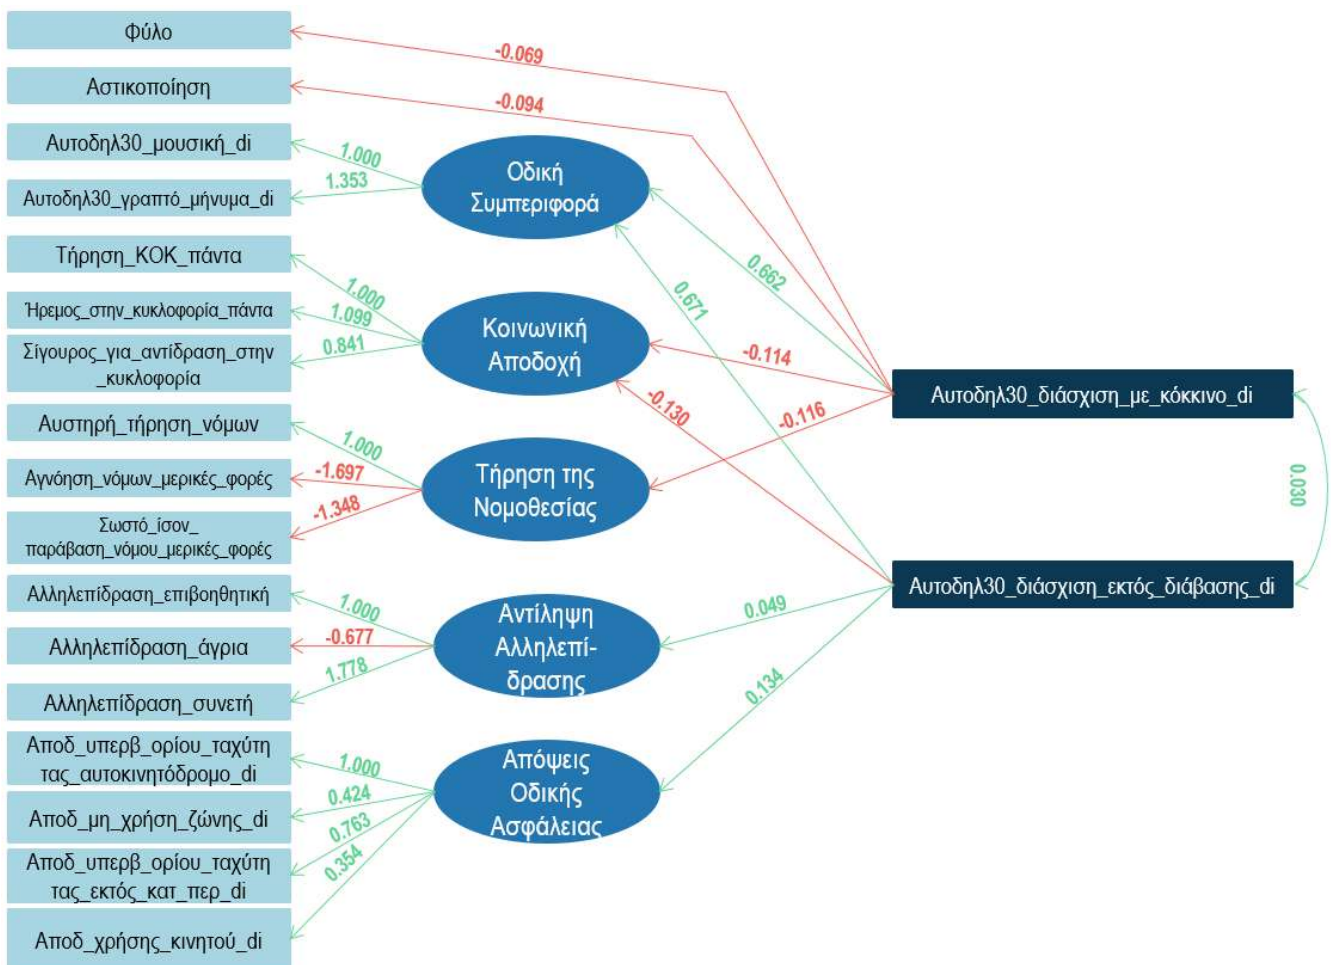 Φύλο
Αστικοποίηση
Αυτοδηλ30_μουσική_di
Αυτοδηλ30_γραπτό_μήνυμα_di
Τήρηση_ΚΟΚ_πάντα
Ήρεμος_στην_κυκλοφορία_πάντα
Σίγουρος_για_αντίδραση_στην
_κυκλοφορία
Αυστηρή_τήρηση_νόμων
Αγνόηση_νόμων_μερικές_φορές
Σωστό_ίσον_
παράβαση_νόμου_μερικές_φορές
Αλληλεπίδραση_επιβοηθητική
Αλληλεπίδραση_άγρια
Αλληλεπίδραση_συνετή
Αποδ_υπερβ_ορίου_ταχύτη
τας_αυτοκινητόδρομο_di
Αποδ_μη_χρήση_ζώνης_di
Αποδ_υπερβ_ορίου_ταχύτη
τας_εκτός_κατ_περ_di
Αποδ_χρήσης_κινητού_di
-0.069
-0.094
1.000
1.353
1.000
1.099
0.841
1.000
-1.697
-1.348
1.000
-0.677
1.778
1.000
0.424
0.763
0.354
Οδική
Συμπεριφορά
Κοινωνική
Αποδοχή
Τήρηση της
Νομοθεσίας
Αντίληψη
Αλληλεπί-
δρασης
Απόψεις
Οδικής
Ασφάλειας
0.662
0.671
-0.114
-0.130
-0.116
0.049
0.134
Αυτοδηλ30_διάσχιση_με_κόκκινο_di
Αυτοδηλ30_διάσχιση_εκτός_διάβασης_di
0.030